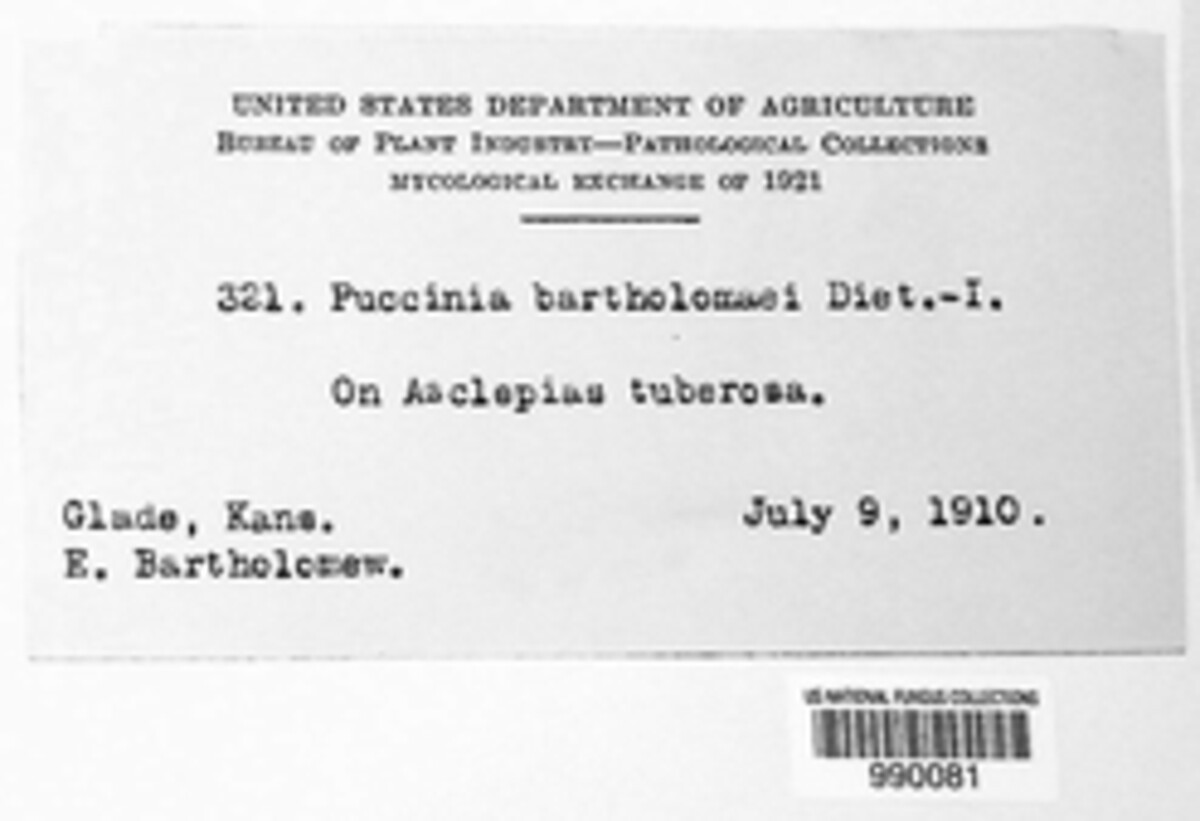 UNITED STATES DEPARTMENT OF AGRICULTURE
BUREAU OF PLANT INDUSTRY—PATHOLOGICAL COLLECTIONS
MYCOLOGICAL EXCHANGE OF 1921
321. Puccinia bartholomaei Diet.-I.
On Asclepias tuberosa.
Glade, Kans.
July 9, 1910.
E. Bartholomew.
US NATIONAL FUNGUS COLLECTIONS
990081